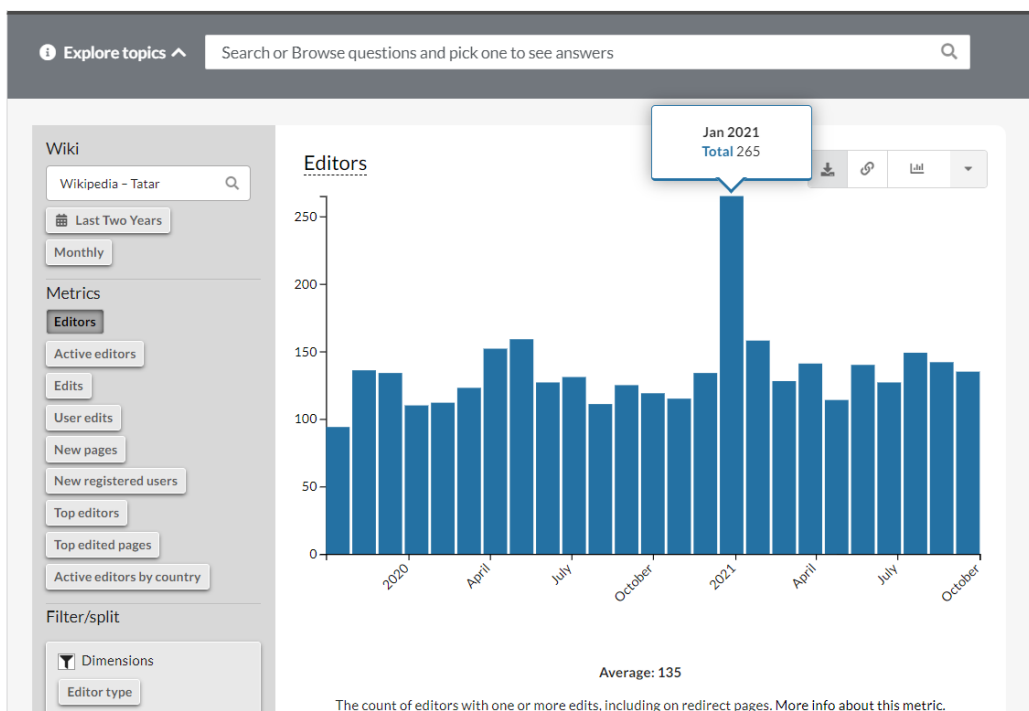 Explore topics
Search or Browse questions and pick one to see answers
Wiki
Wikipedia – Tatar
Last Two Years
Monthly
Metrics
Editors
Active editors
Edits
User edits
New pages
New registered users
Top editors
Top edited pages
Active editors by country
Filter/split
Dimensions
Editor type
Editors
Jan 2021
Total 265
250
200
150
100
50
0
2020
April
July
October
2021
April
July
October
Average: 135
The count of editors with one or more edits, including on redirect pages. More info about this metric.